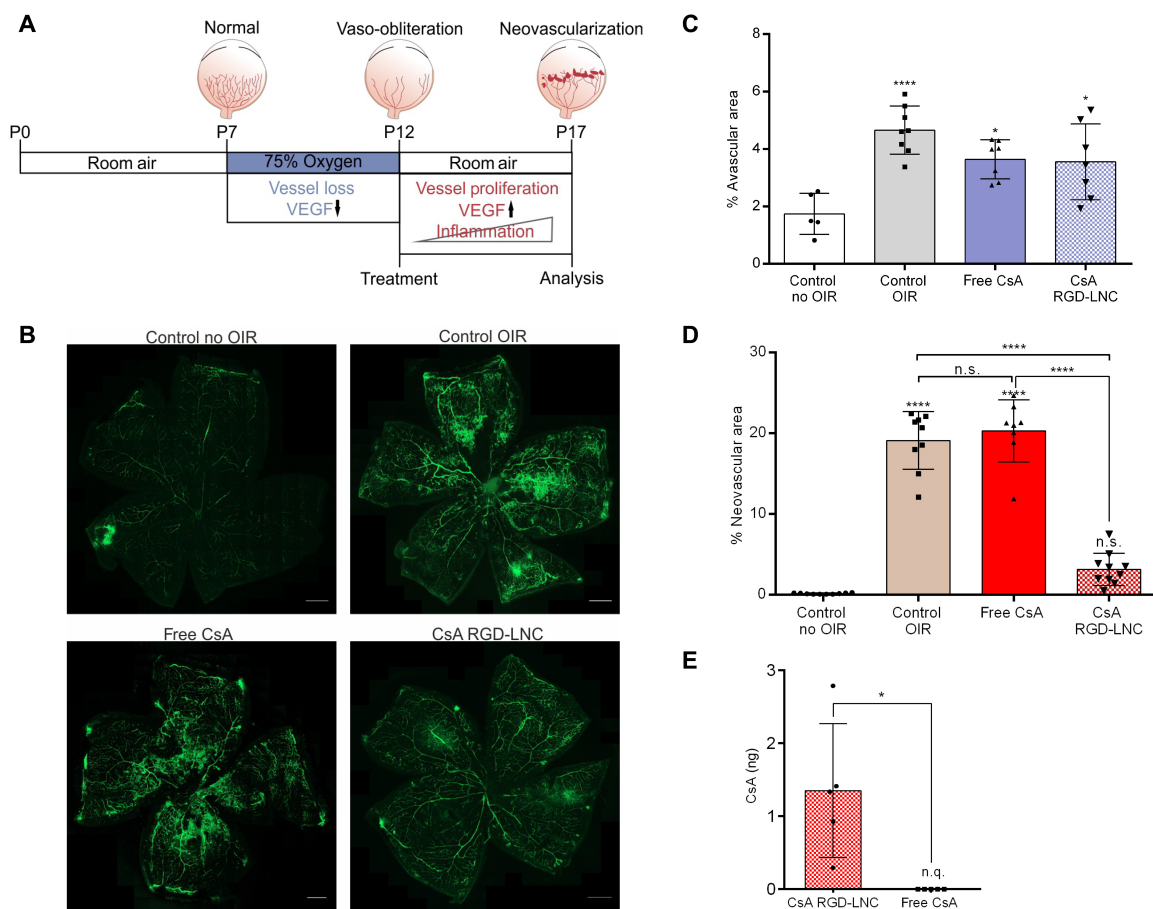 A
Normal
Vaso-obliteration
Neovascularization
P0
P7
P12
P17
Room air
75% Oxygen
Room air
Vessel loss
VEGF
Vessel proliferation
VEGF
Inflammation
Treatment
Analysis
B
Control no OIR
Control OIR
Free CsA
CsA RGD-LNC
C
% Avascular area
8
6
4
2
0
****
*
*
Control
no OIR
Control
OIR
Free CsA
CsA
RGD-LNC
D
% Neovascular area
30
20
10
0
****
n.s.
****
****
****
n.s.
Control
no OIR
Control
OIR
Free CsA
CsA
RGD-LNC
E
CsA (ng)
3
2
1
0
*
n.q.
CsA RGD-LNC
Free CsA